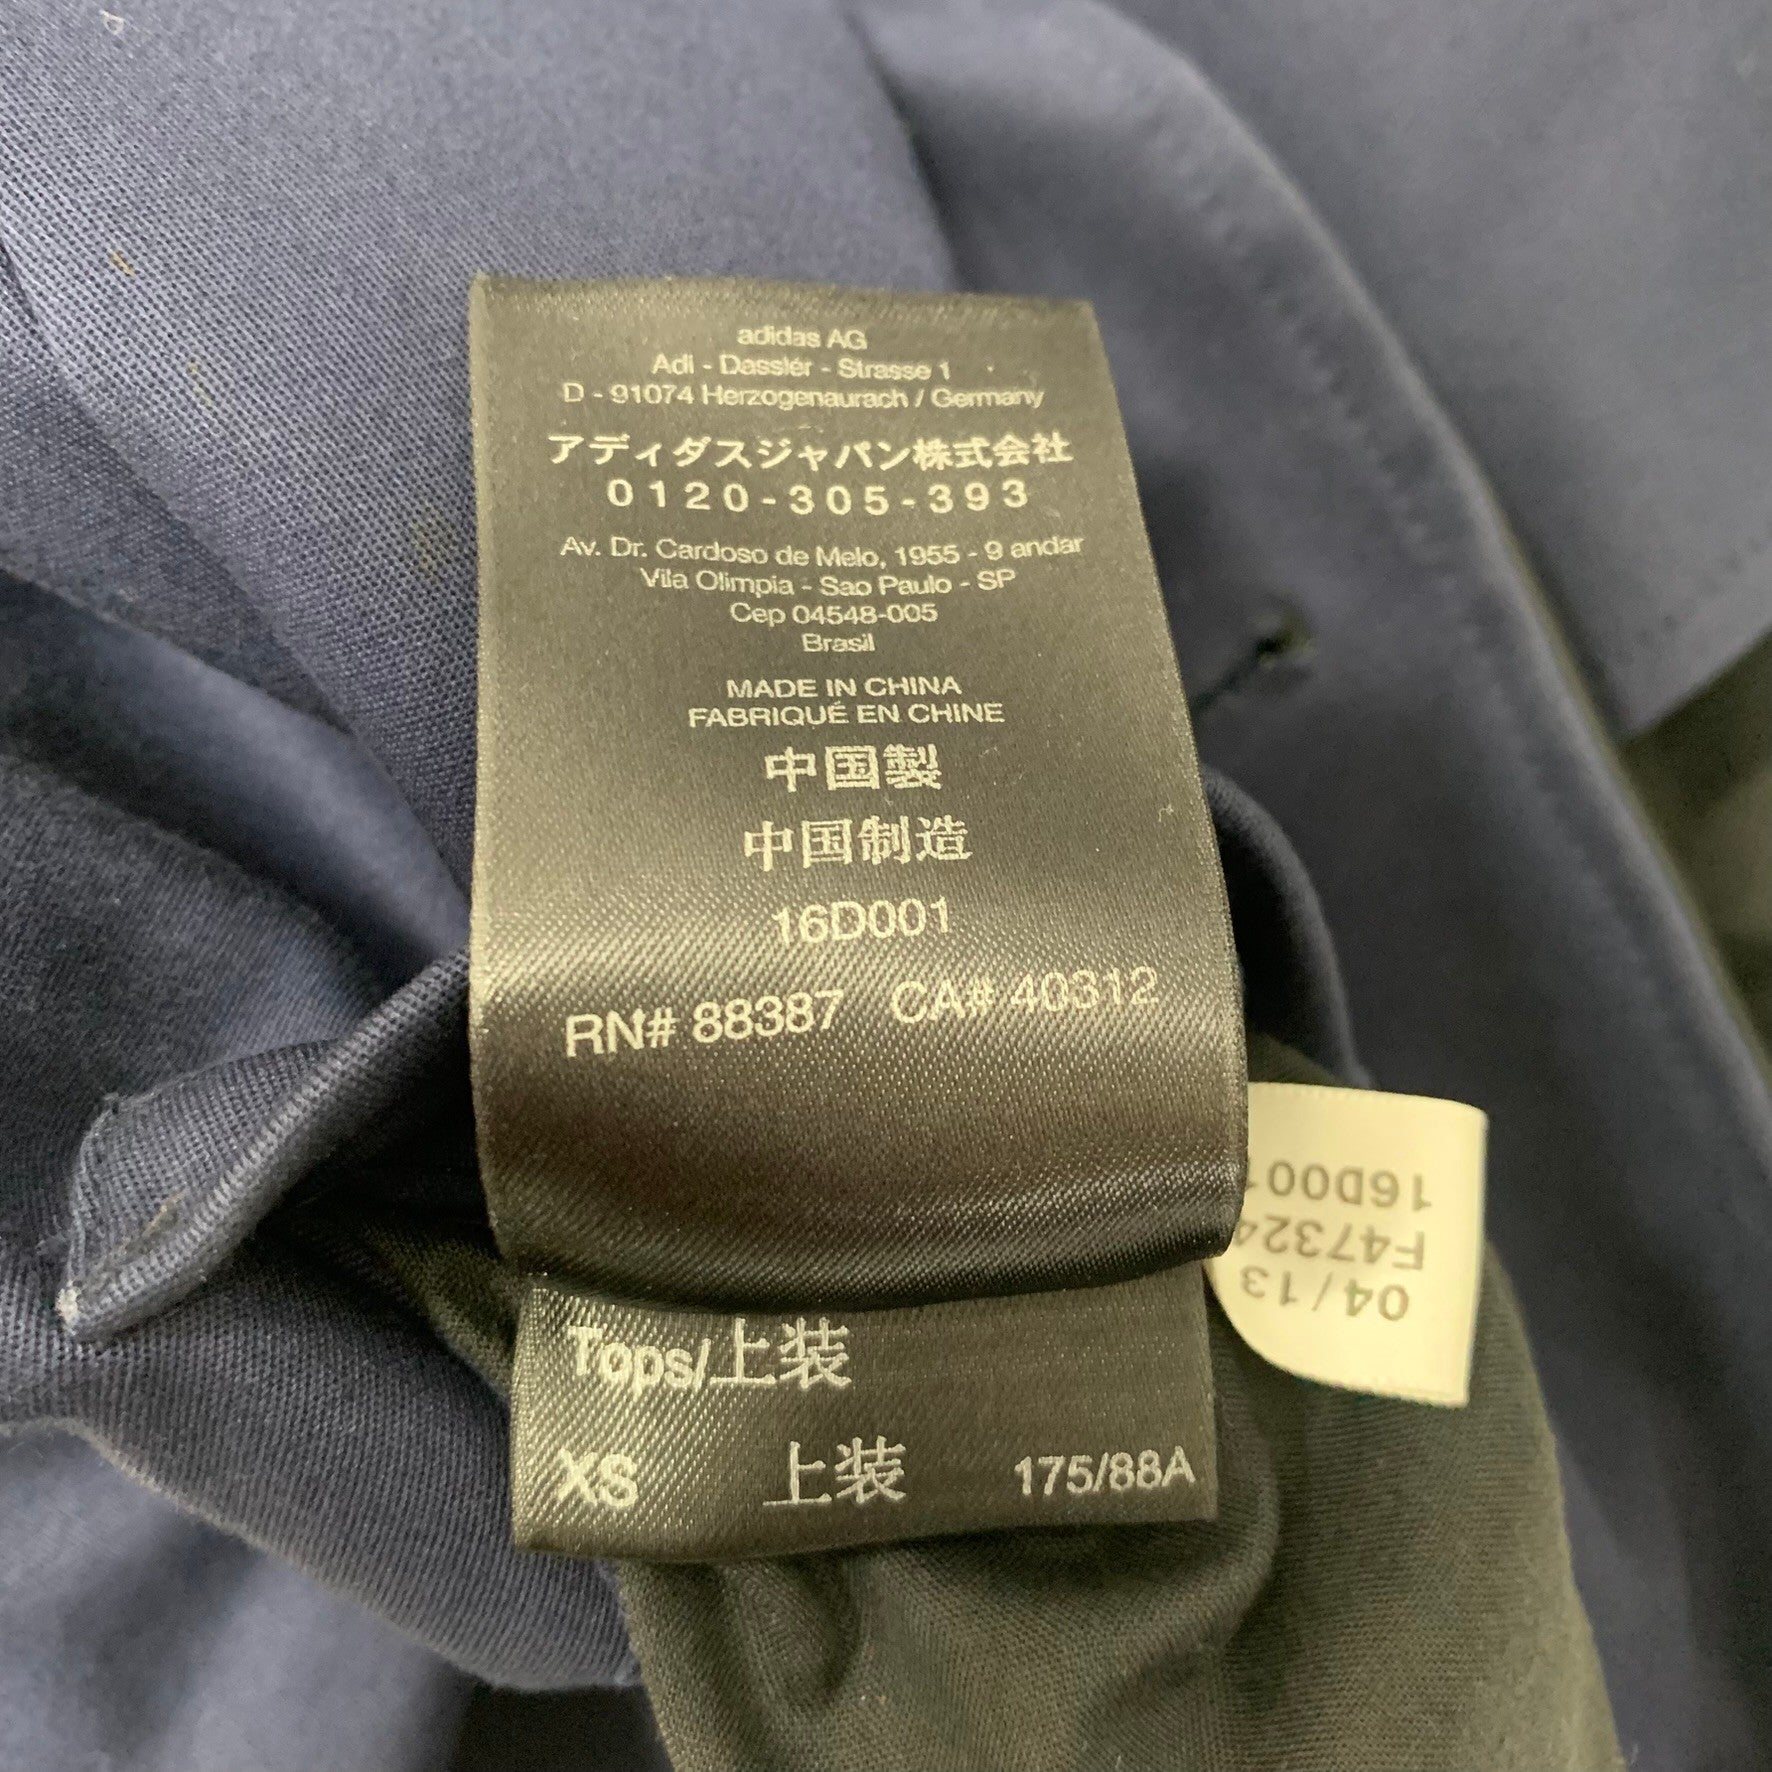 adidas AG
Adi - Dassler - Strasse 1
D - 91074 Herzogenaurach / Germany
アディダスジャパン株式会社
0120-305-393
Av. Dr. Cardoso de Melo, 1955 - 9 andar
Vila Olimpia - Sao Paulo - SP
Cep 04548-005
Brasil
MADE IN CHINA
FABRIQUÉ EN CHINE
中国製
中国制造
16D001
RN# 88387 CA# 40312
Tops/上装
XS 上装 175/88A
04/13
F47324
16D001